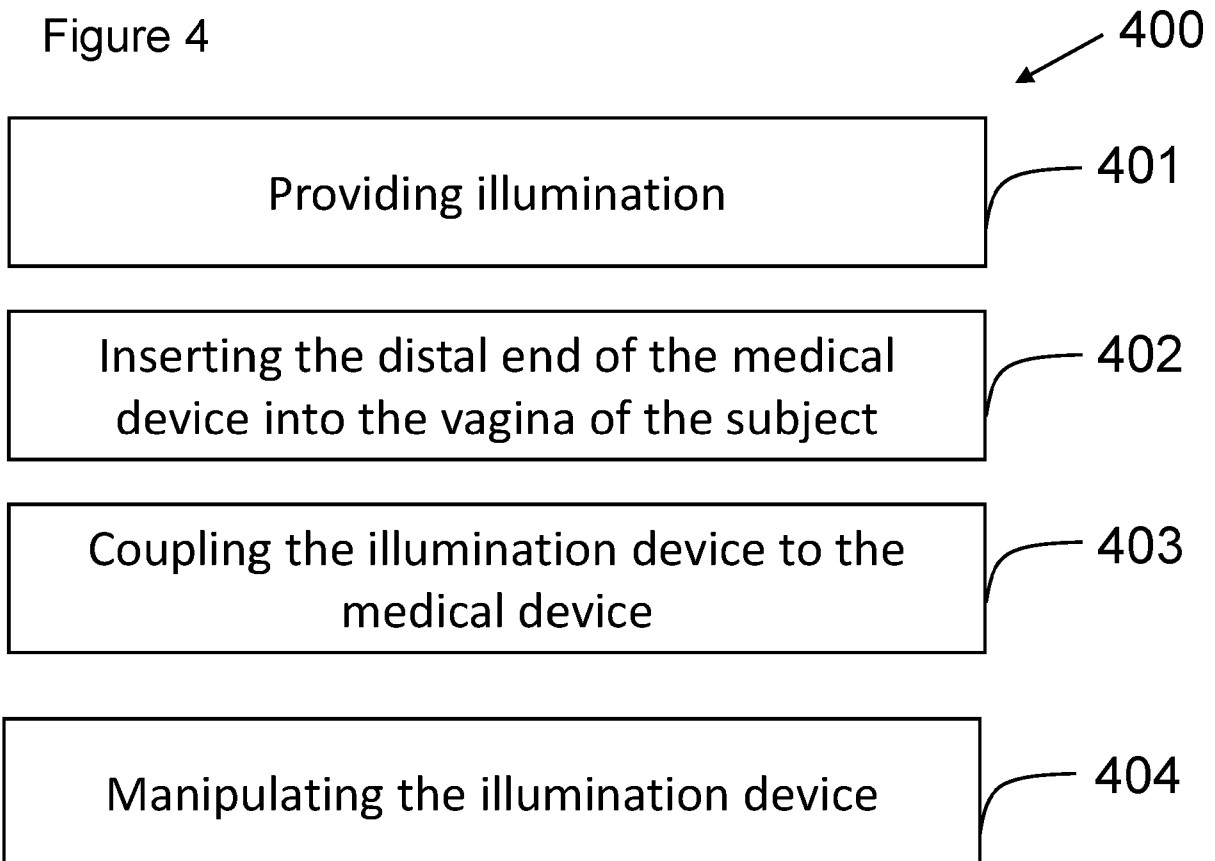 Figure 4
400
Providing illumination
401
Inserting the distal end of the medical
device into the vagina of the subject
402
Coupling the illumination device to the
medical device
403
Manipulating the illumination device
404